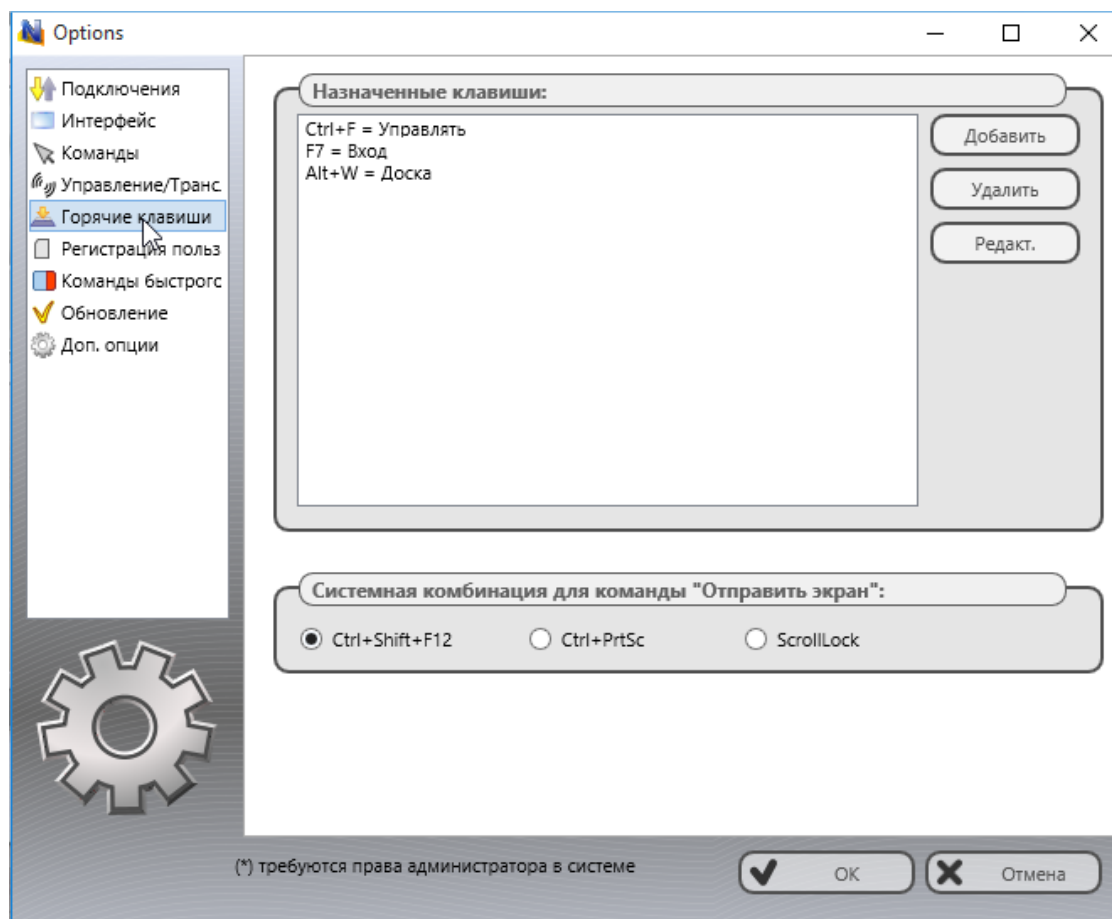 Options
Подключения
Интерфейс
Команды
Управление/Транс
Горячие клавиши
Регистрация польз
Команды быстрогс
Обновление
Доп. опции
Назначенные клавиши:
Ctrl+F = Управлять
F7 = Вход
Alt+W = Доска
Добавить
Удалить
Редакт.
Системная комбинация для команды "Отправить экран":
Ctrl+Shift+F12 Ctrl+PrtSc ScrollLock
(*) требуются права администратора в системе
ОК Отмена